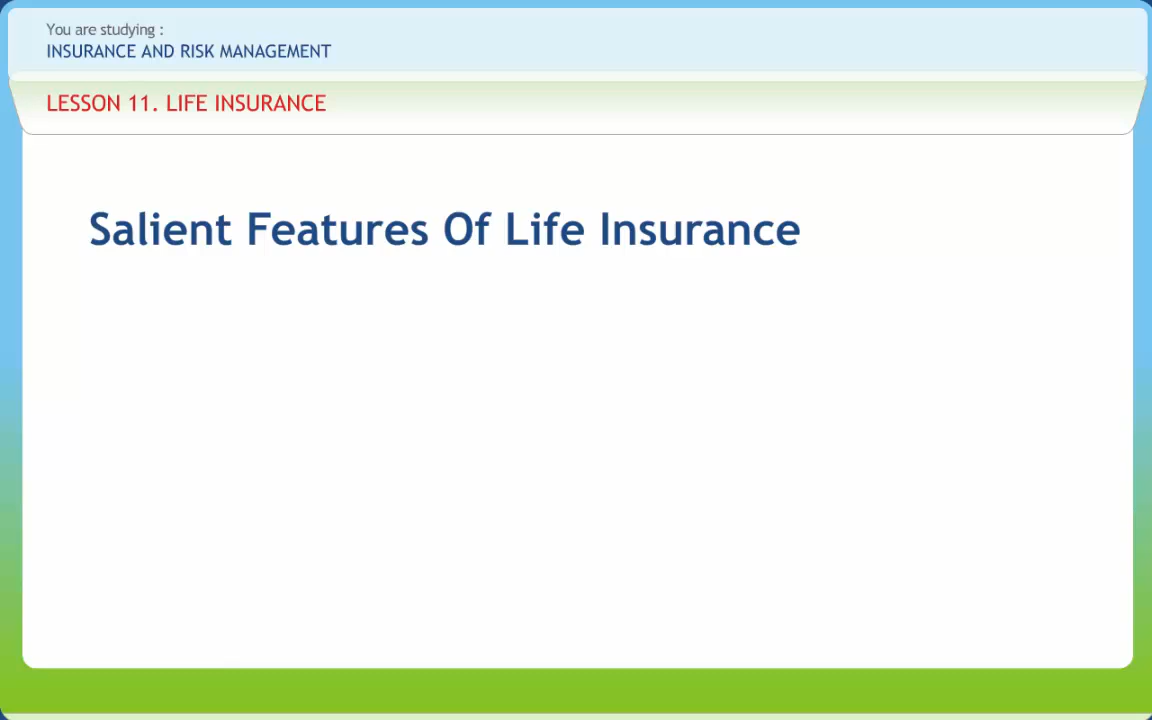 You are studying :
INSURANCE AND RISK MANAGEMENT
LESSON 11. LIFE INSURANCE
Salient Features Of Life Insurance